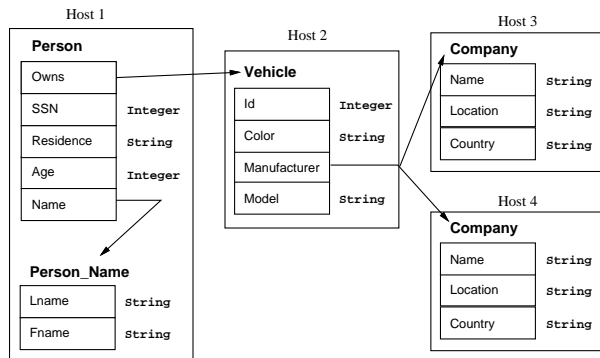 Host 1
Person
Owns
SSN Integer
Residence String
Age Integer
Name
Person_Name
Lname String
Fname String
Host 2
Vehicle
Id Integer
Color String
Manufacturer
Model String
Host 3
Company
Name String
Location String
Country String
Host 4
Company
Name String
Location String
Country String